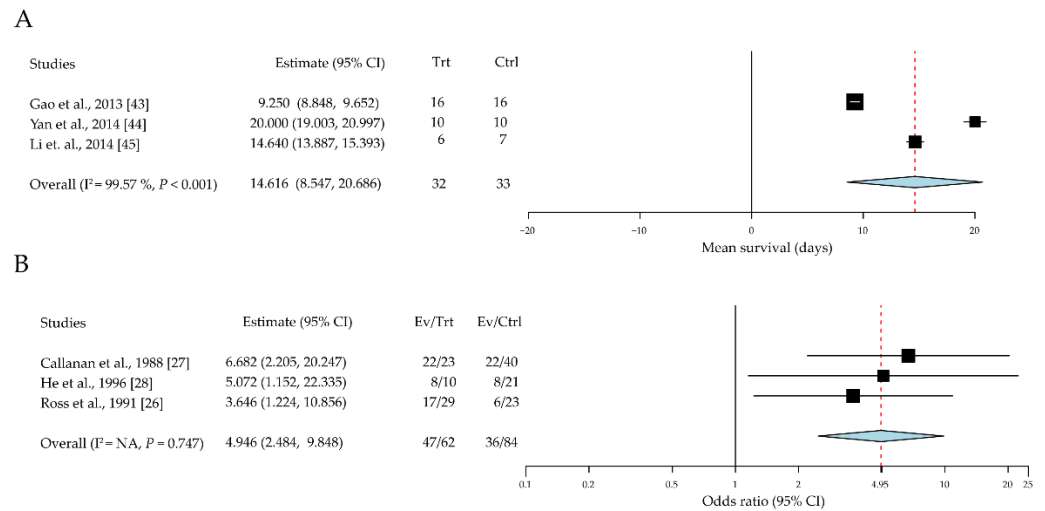 A
Studies Estimate (95% CI) Trt Ctrl
Gao et al., 2013 [43] 9.250 (8.848, 9.652) 16 16
Yan et al., 2014 [44] 20.000 (19.003, 20.997) 10 10
Li et. al., 2014 [45] 14.640 (13.887, 15.393) 6 7
Overall (I² = 99.57 %, P < 0.001) 14.616 (8.547, 20.686) 32 33
−20 −10 0 10 20
Mean survival (days)
B
Studies Estimate (95% CI) Ev/Trt Ev/Ctrl
Callanan et al., 1988 [27] 6.682 (2.205, 20.247) 22/23 22/40
He et al., 1996 [28] 5.072 (1.152, 22.335) 8/10 8/21
Ross et al., 1991 [26] 3.646 (1.224, 10.856) 17/29 6/23
Overall (I² = NA, P = 0.747) 4.946 (2.484, 9.848) 47/62 36/84
0.1 0.2 0.5 1 2 4.95 10 20 25
Odds ratio (95% CI)